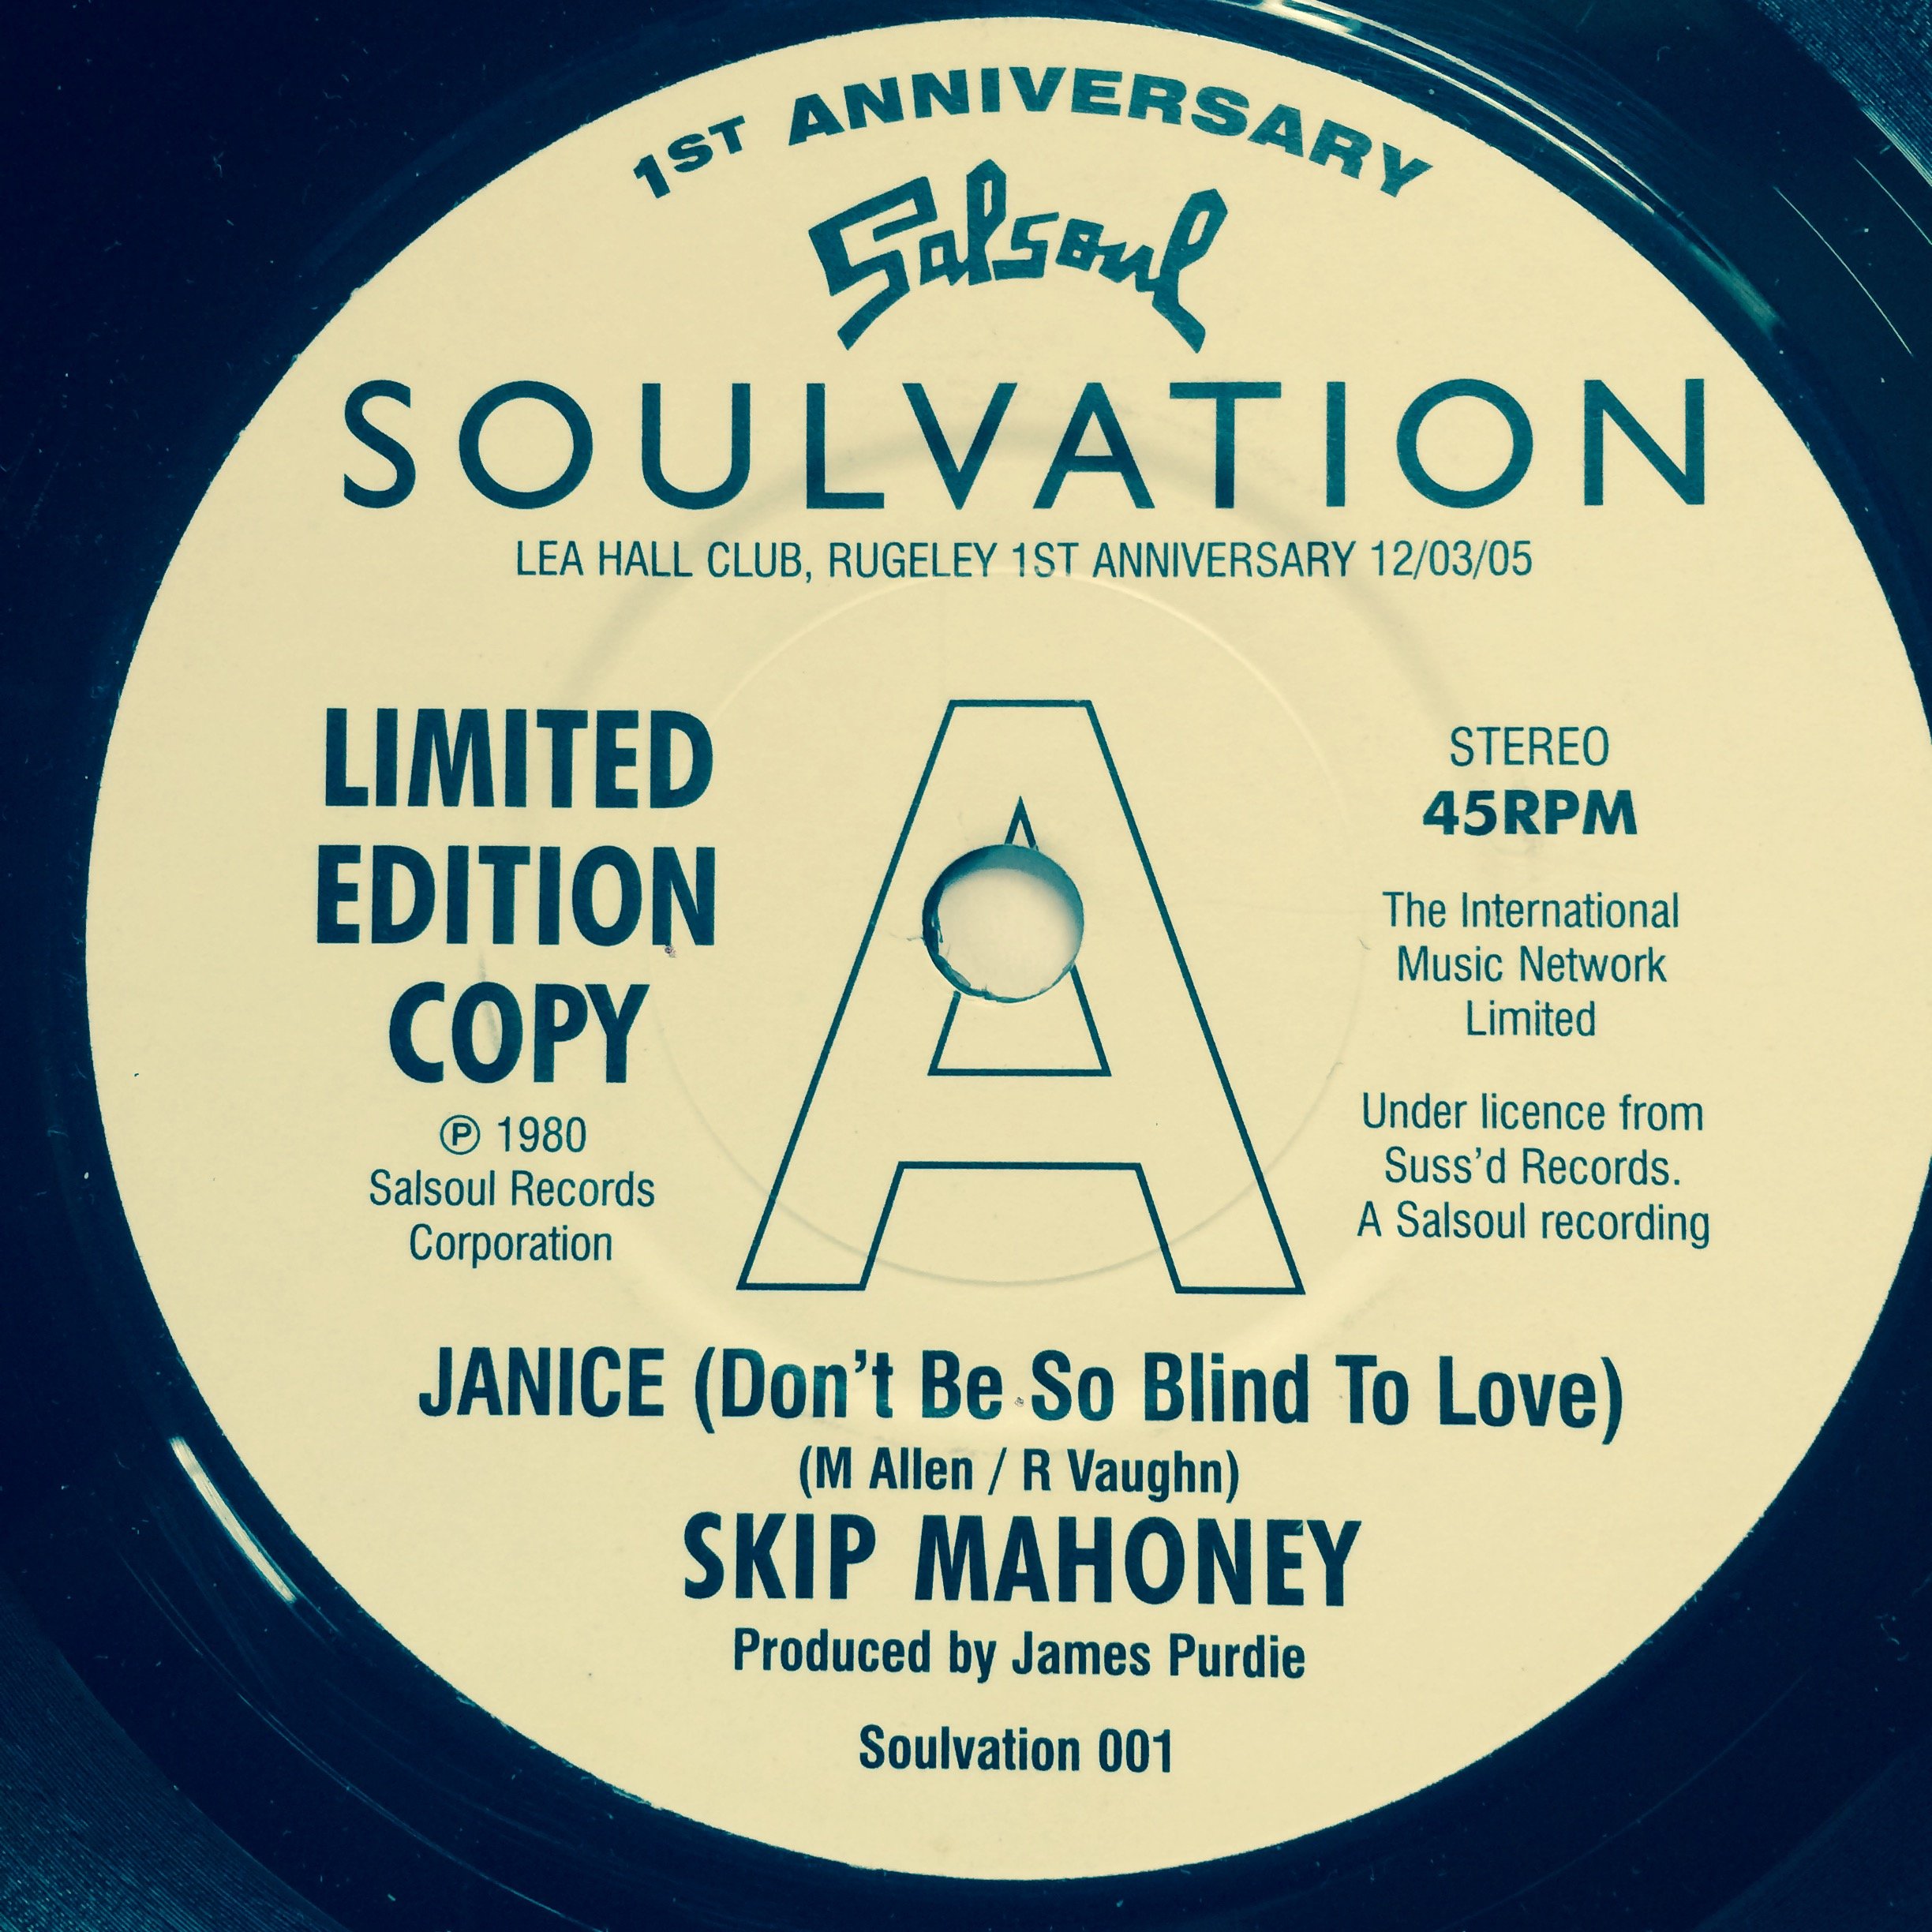 1ST ANNIVERSARY
Salsoul
SOULVATION
LEA HALL CLUB, RUGELEY 1ST ANNIVERSARY 12/03/05
LIMITED
EDITION
COPY
℗ 1980
Salsoul Records
Corporation
A
STEREO
45RPM
The International
Music Network
Limited
Under licence from
Suss'd Records.
A Salsoul recording
JANICE (Don't Be So Blind To Love)
(M Allen / R Vaughn)
SKIP MAHONEY
Produced by James Purdie
Soulvation 001